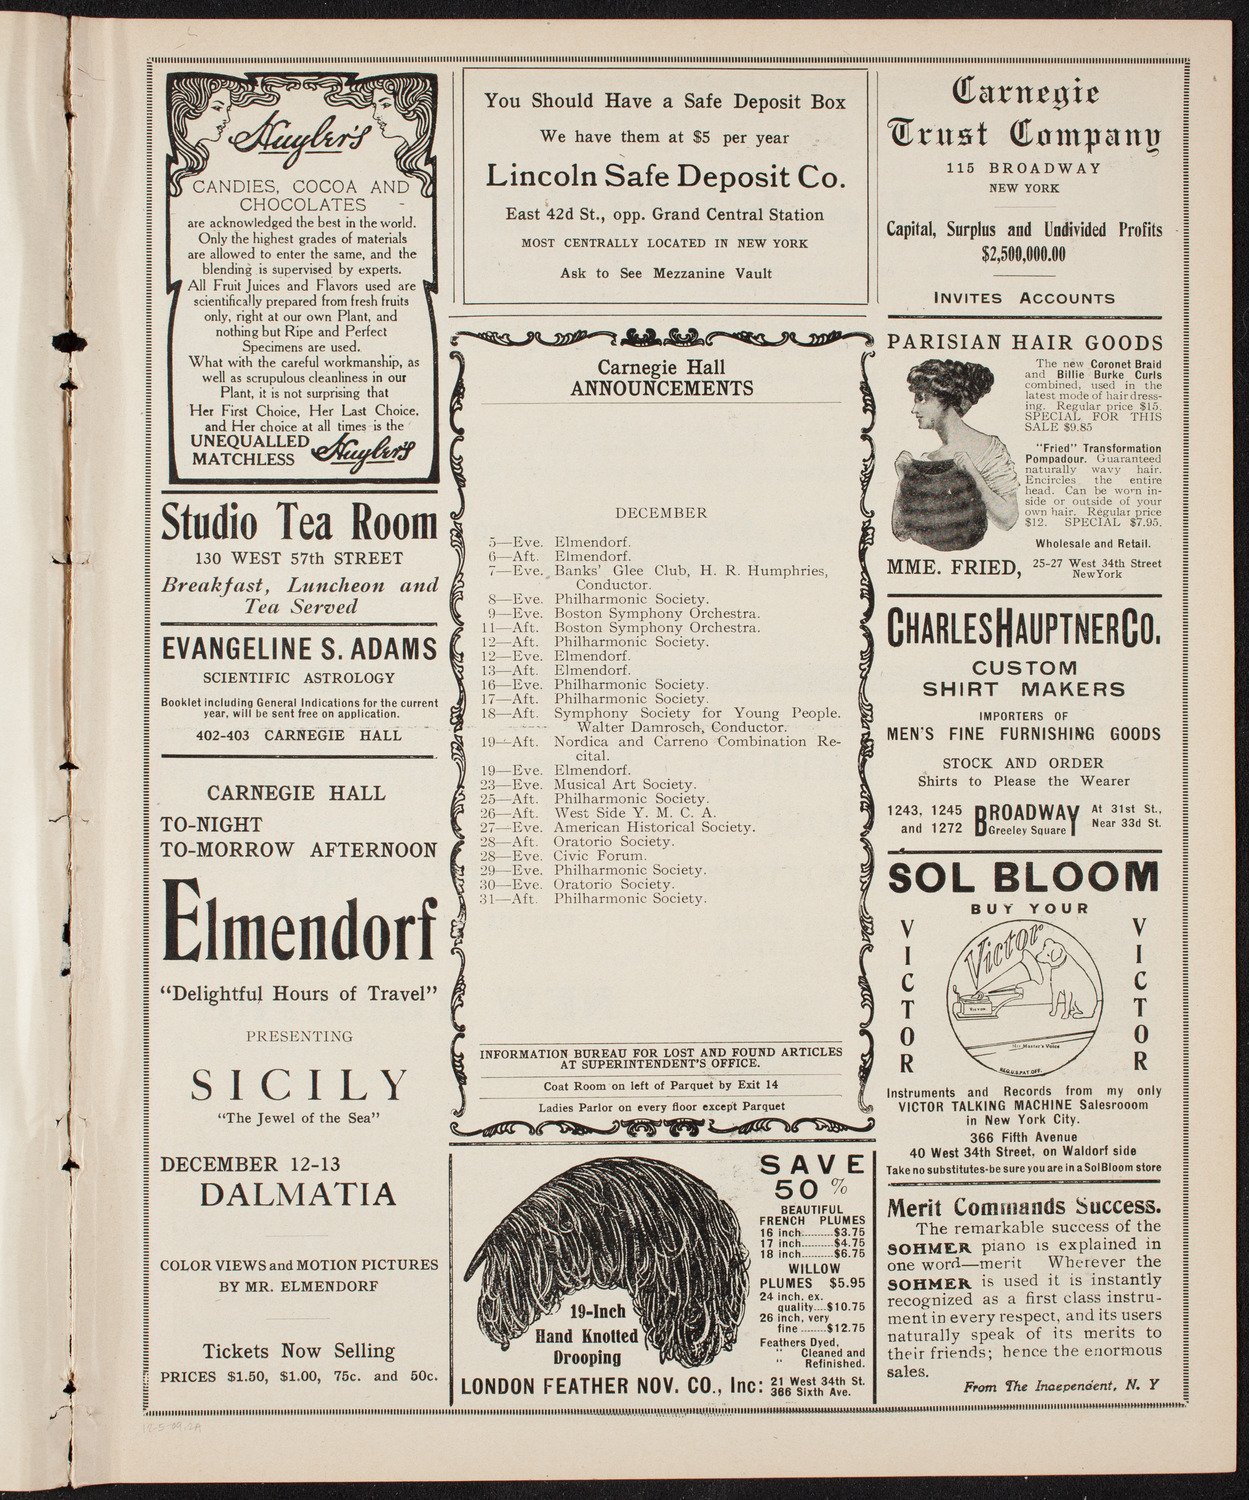 Huyler's
CANDIES, COCOA AND
CHOCOLATES -
are acknowledged the best in the world.
Only the highest grades of materials
are allowed to enter the same, and the
blending is supervised by experts.
All Fruit Juices and Flavors used are
scientifically prepared from fresh fruits
only, right at our own Plant, and
nothing but Ripe and Perfect
Specimens are used.
What with the careful workmanship, as
well as scrupulous cleanliness in our
Plant, it is not surprising that
Her First Choice, Her Last Choice,
and Her choice at all times is the
UNEQUALLED
MATCHLESS Huyler's
Studio Tea Room
130 WEST 57th STREET
Breakfast, Luncheon and
Tea Served
EVANGELINE S. ADAMS
SCIENTIFIC ASTROLOGY
Booklet including General Indications for the current
year, will be sent free on application.
402-403 CARNEGIE HALL
CARNEGIE HALL
TO-NIGHT
TO-MORROW AFTERNOON
Elmendorf
"Delightful Hours of Travel"
PRESENTING
SICILY
"The Jewel of the Sea"
DECEMBER 12-13
DALMATIA
COLOR VIEWS and MOTION PICTURES
BY MR. ELMENDORF
Tickets Now Selling
PRICES $1.50, $1.00, 75c. and 50c.
You Should Have a Safe Deposit Box
We have them at $5 per year
Lincoln Safe Deposit Co.
East 42d St., opp. Grand Central Station
MOST CENTRALLY LOCATED IN NEW YORK
Ask to See Mezzanine Vault
Carnegie Hall
ANNOUNCEMENTS
DECEMBER
5—Eve. Elmendorf.
6—Aft. Elmendorf.
7—Eve. Banks' Glee Club, H. R. Humphries,
Conductor.
8—Eve. Philharmonic Society.
9—Eve. Boston Symphony Orchestra.
11—Aft. Boston Symphony Orchestra.
12—Aft. Philharmonic Society.
12—Eve. Elmendorf.
13—Aft. Elmendorf.
16—Eve. Philharmonic Society.
17—Aft. Philharmonic Society.
18—Aft. Symphony Society for Young People.
Walter Damrosch, Conductor.
19—Aft. Nordica and Carreno Combination Re-
cital.
19—Eve. Elmendorf.
23—Eve. Musical Art Society.
25—Aft. Philharmonic Society.
26—Aft. West Side Y. M. C. A.
27—Eve. American Historical Society.
28—Aft. Oratorio Society.
28—Eve. Civic Forum.
29—Eve. Philharmonic Society.
30—Eve. Oratorio Society.
31—Aft. Philharmonic Society.
INFORMATION BUREAU FOR LOST AND FOUND ARTICLES
AT SUPERINTENDENT'S OFFICE.
Coat Room on left of Parquet by Exit 14
Ladies Parlor on every floor except Parquet
19-Inch
Hand Knotted
Drooping
SAVE
50%
BEAUTIFUL
FRENCH PLUMES
16 inch..........$3.75
17 inch..........$4.75
18 inch..........$6.75
WILLOW
PLUMES $5.95
24 inch, ex.
quality....$10.75
26 inch, very
fine ........$12.75
Feathers Dyed,
" Cleaned and
" Refinished.
LONDON FEATHER NOV. CO., Inc: 21 West 34th St.
366 Sixth Ave.
Carnegie
Trust Company
115 BROADWAY
NEW YORK
Capital, Surplus and Undivided Profits
$2,500,000.00
INVITES ACCOUNTS
PARISIAN HAIR GOODS
The new Coronet Braid
and Billie Burke Curls
combined, used in the
latest mode of hairdress-
ing. Regular price $15.
SPECIAL FOR THIS
SALE $9.85
"Fried" Transformation
Pompadour. Guaranteed
naturally wavy hair.
Encircles the entire
head. Can be worn in-
side or outside of your
own hair. Regular price
$12. SPECIAL $7.95.
Wholesale and Retail.
MME. FRIED, 25-27 West 34th Street
NewYork
CHARLES HAUPTNER CO.
CUSTOM
SHIRT MAKERS
IMPORTERS OF
MEN'S FINE FURNISHING GOODS
STOCK AND ORDER
Shirts to Please the Wearer
1243, 1245
and 1272 BROADWAY
Greeley Square At 31st St.,
Near 33d St.
SOL BLOOM
BUY YOUR
VICTOR
Victor
VICTOR
His Master's Voice
REG.U.S.PAT.OFF.
Instruments and Records from my only
VICTOR TALKING MACHINE Salesrooom
in New York City.
366 Fifth Avenue
40 West 34th Street, on Waldorf side
Take no substitutes-be sure you are in a Sol Bloom store
Merit Commands Success.
The remarkable success of the
SOHMER piano is explained in
one word—merit Wherever the
SOHMER is used it is instantly
recognized as a first class instru-
ment in every respect, and its users
naturally speak of its merits to
their friends; hence the enormous
sales.
From The Independent, N. Y